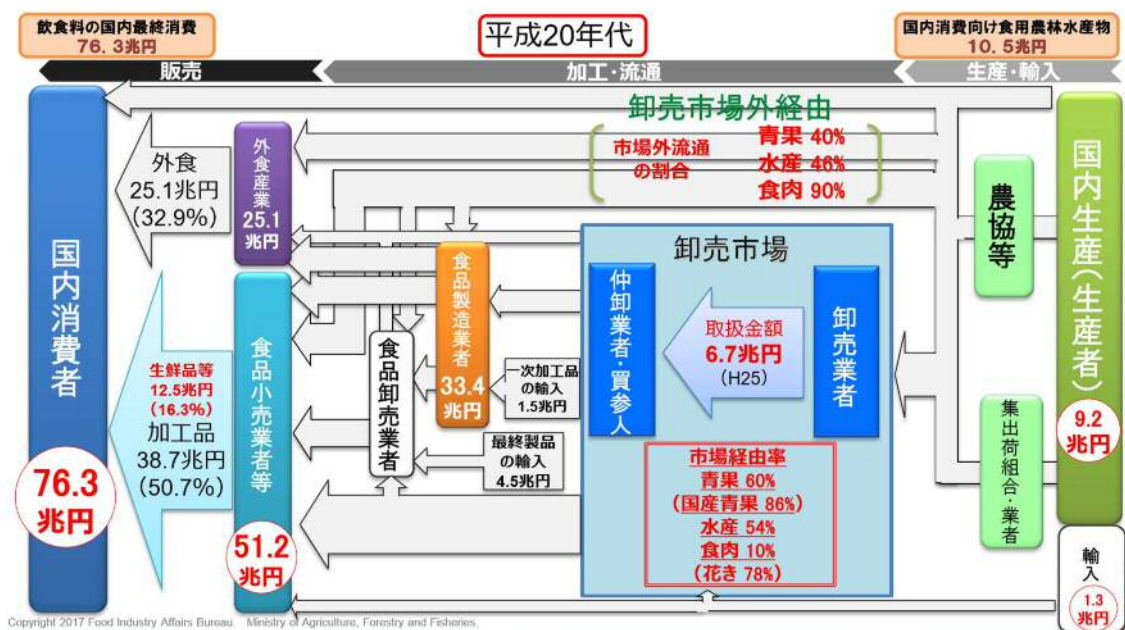 飲食料の国内最終消費
76.3兆円
平成20年代
国内消費向け食用農林水産物
10.5兆円
販売
加工・流通
生産・輸入
卸売市場外経由
市場外流通
の割合
青果 40%
水産 46%
食肉 90%
国内消費者
76.3
兆円
外食
25.1兆円
(32.9%)
外食産業
25.1
兆円
生鮮品等
12.5兆円
(16.3%)
加工品
38.7兆円
(50.7%)
食品小売業者等
51.2
兆円
食品卸売業者
食品製造業者
33.4
兆円
一次加工品
の輸入
1.5兆円
最終製品
の輸入
4.5兆円
卸売市場
仲卸業者・買参人
取扱金額
6.7兆円
(H25)
卸売業者
市場経由率
青果 60%
(国産青果 86%)
水産 54%
食肉 10%
(花き 78%)
農協等
集出荷組合・業者
国内生産(生産者)
9.2
兆円
輸入
1.3
兆円
Copyright 2017 Food Industry Affairs Bureau. Ministry of Agriculture, Forestry and Fisheries.